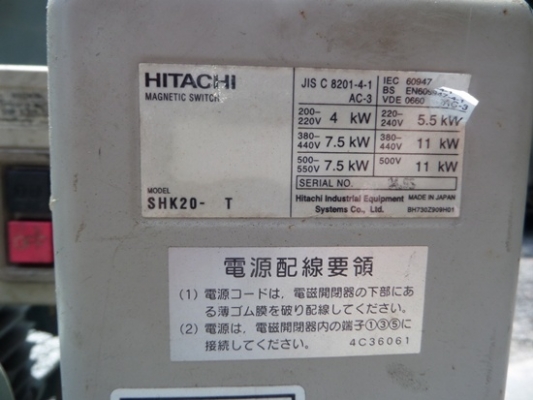 HITACHI
MAGNETIC SWITCH
MODEL
SHK20- T
JIS C 8201-4-1
AC-3
IEC 60947
BS
VDE 0660
200-220V 4 kW
220-240V 5.5 kW
380-440V 7.5 kW
380-440V 11 kW
500-550V 7.5 kW
500V 11 kW
SERIAL NO.
Hitachi Industrial Equipment
Systems Co., Ltd.
MADE IN JAPAN
BH730Z909H01
電源配線要領
(1) 電源コードは、電磁開閉器の下部にあ
る薄ゴム膜を破り配線してください。
(2) 電源は、電磁開閉器内の端子①③⑤に
接続してください。
4C36061